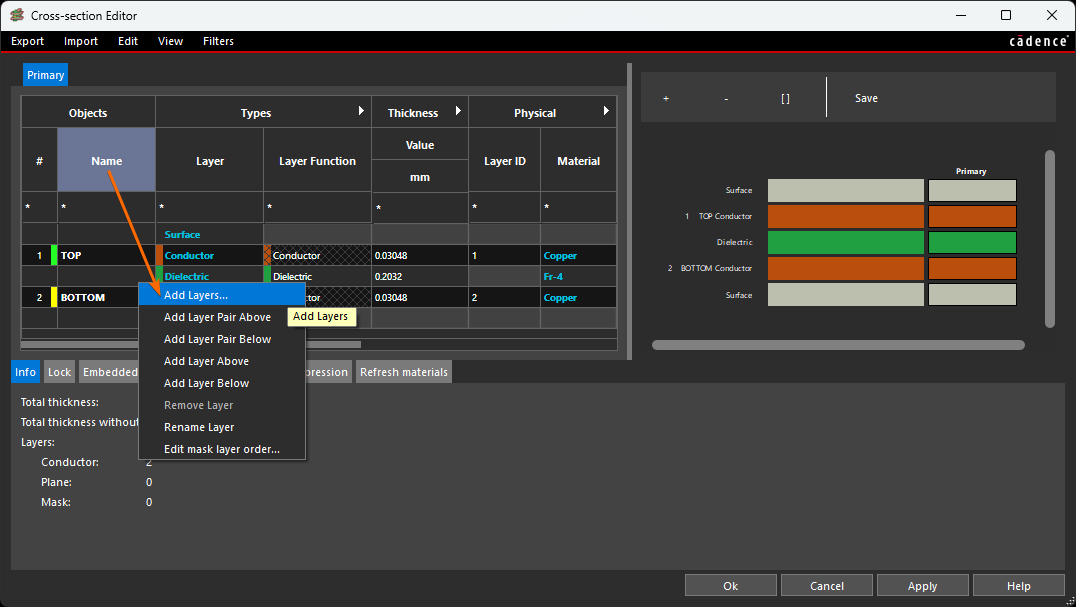 Cross-section Editor
Export Import Edit View Filters
cādence®
Primary
Objects Types Thickness Physical
# Name Layer Layer Function Value mm Layer ID Material
* * * * * * *
Surface
1 TOP Conductor Conductor 0.03048 1 Copper
Dielectric Dielectric 0.2032 Fr-4
2 BOTTOM 0.03048 2 Copper
Add Layers...
Add Layer Pair Above
Add Layer Pair Below
Add Layer Above
Add Layer Below
Remove Layer
Rename Layer
Edit mask layer order...
Add Layers
+ - [] Save
Primary
Surface
1 TOP Conductor
Dielectric
2 BOTTOM Conductor
Surface
Info Lock Embedded Refresh materials
Total thickness:
Total thickness without
Layers:
Conductor: 2
Plane: 0
Mask: 0
Ok Cancel Apply Help